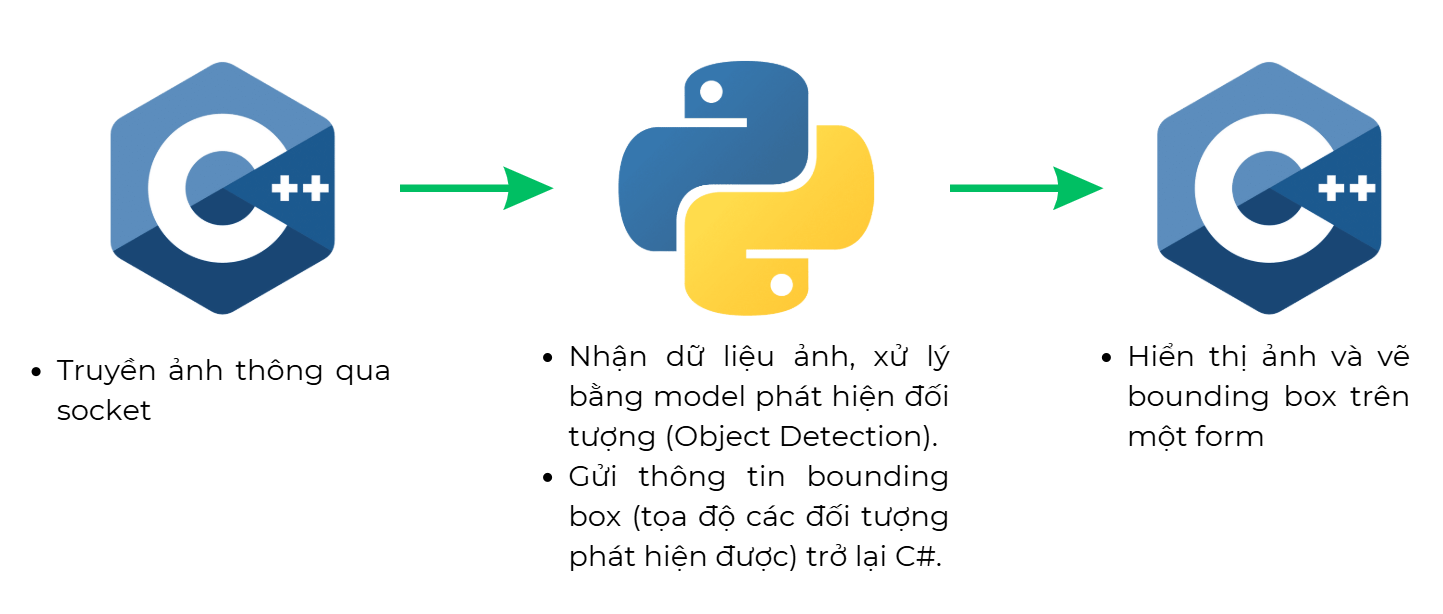 C++
C++
• Truyền ảnh thông qua
socket
• Nhận dữ liệu ảnh, xử lý
bằng model phát hiện đối
tượng (Object Detection).
• Gửi thông tin bounding
box (tọa độ các đối tượng
phát hiện được) trở lại C#.
• Hiển thị ảnh và vẽ
bounding box trên
một form